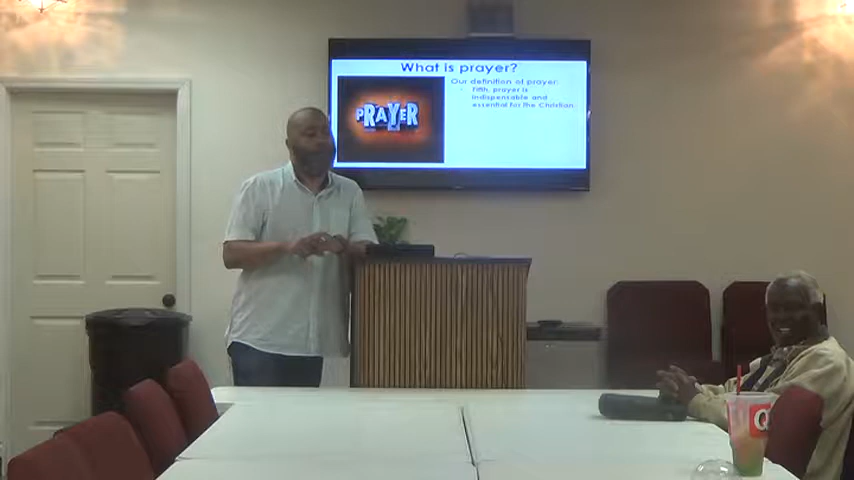 What is prayer?
Our definition of prayer:
Fifth, prayer is
indispensable and
essential for the Christian
PRAYER
Q